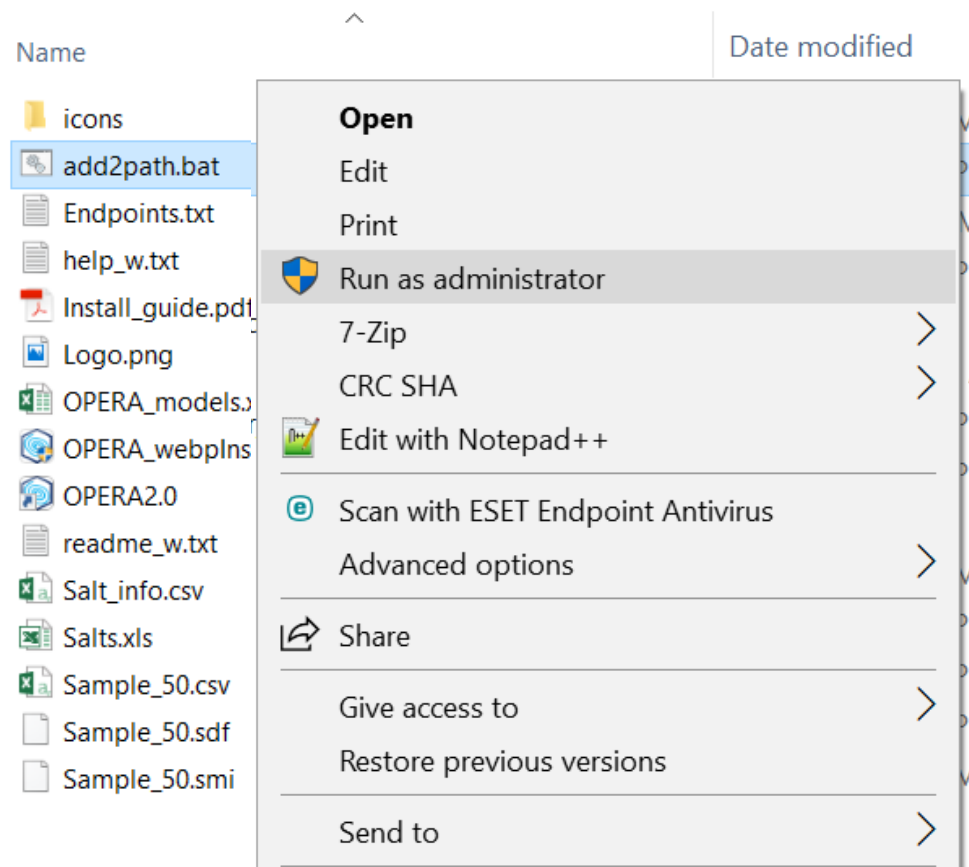 Name
Date modified
icons
add2path.bat
Endpoints.txt
help_w.txt
Install_guide.pdf
Logo.png
OPERA_models.x
OPERA_webpIns
OPERA2.0
readme_w.txt
Salt_info.csv
Salts.xls
Sample_50.csv
Sample_50.sdf
Sample_50.smi
Open
Edit
Print
Run as administrator
7-Zip
CRC SHA
Edit with Notepad++
Scan with ESET Endpoint Antivirus
Advanced options
Share
Give access to
Restore previous versions
Send to